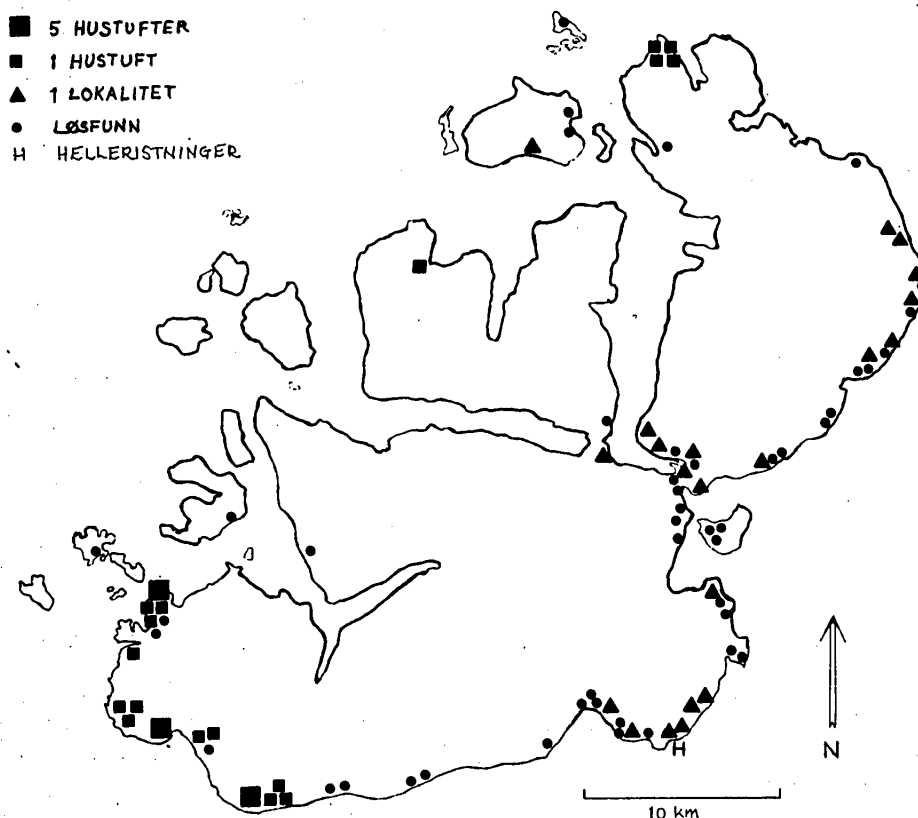 5 HUSTUFTER
1 HUSTUFT
1 LOKALITET
LØSFUNN
H HELLERISTNINGER
H
N
10 km